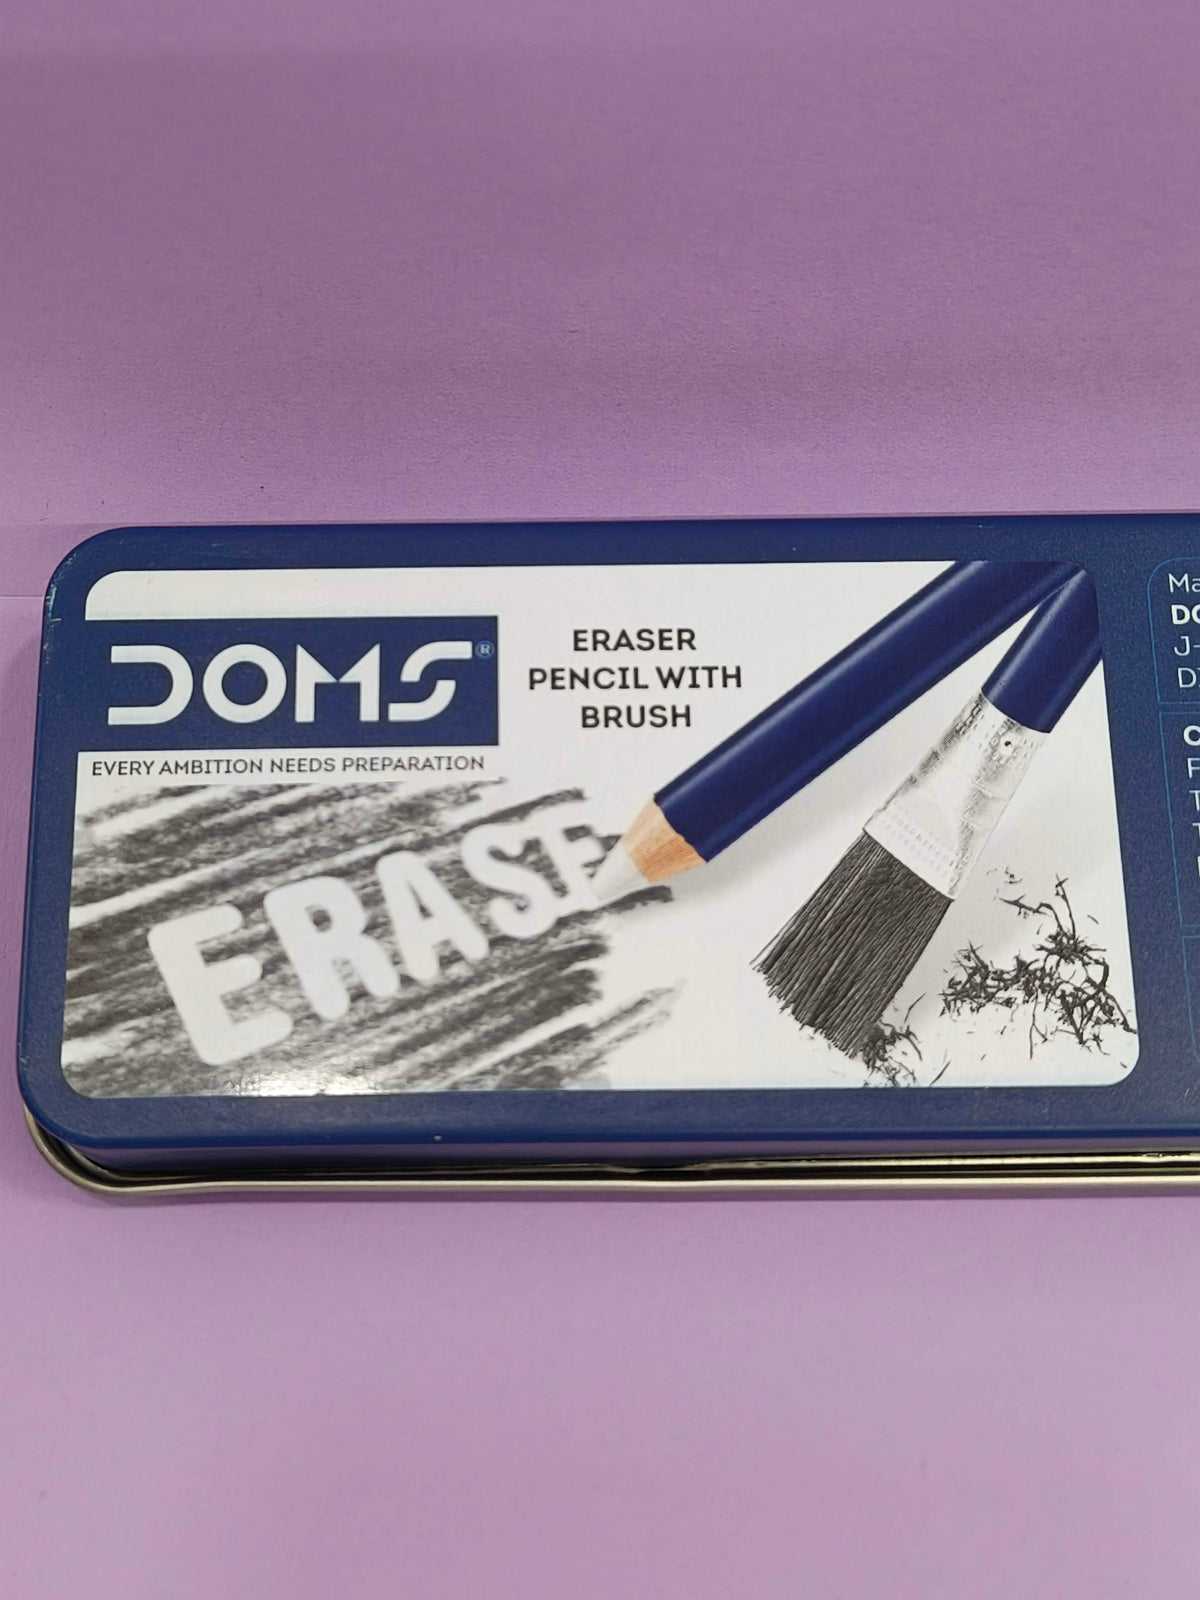 DOMS®
EVERY AMBITION NEEDS PREPARATION
ERASER
PENCIL WITH
BRUSH
ERASE